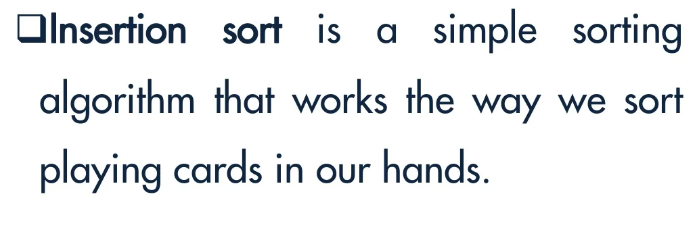 ❑Insertion sort is a simple sorting
algorithm that works the way we sort
playing cards in our hands.